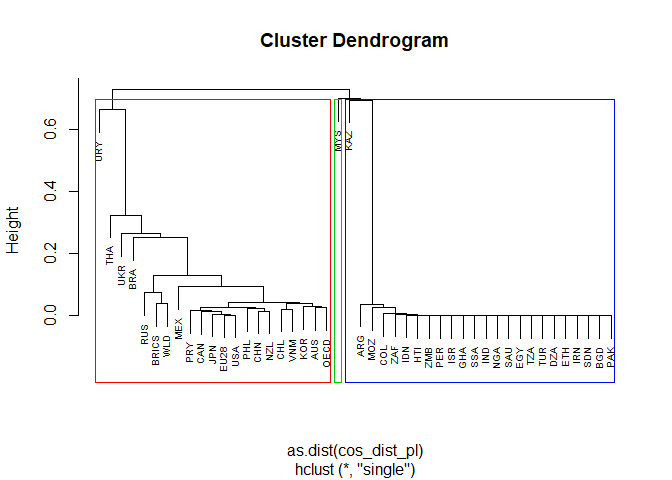 Cluster Dendrogram
Height
0.0
0.2
0.4
0.6
URY
THA
UKR
BRA
RUS
BRICS
WLD
MEX
PRY
CAN
JPN
EU28
USA
PHL
CHN
NZL
CHL
VNM
KOR
AUS
OECD
MYS
KAZ
ARG
MOZ
COL
ZAF
IDN
HTI
ZMB
PER
ISR
GHA
SSA
IND
NGA
SAU
EGY
TZA
TUR
DZA
ETH
IRN
SDN
BGD
PAK
as.dist(cos_dist_pl)
hclust (*, "single")